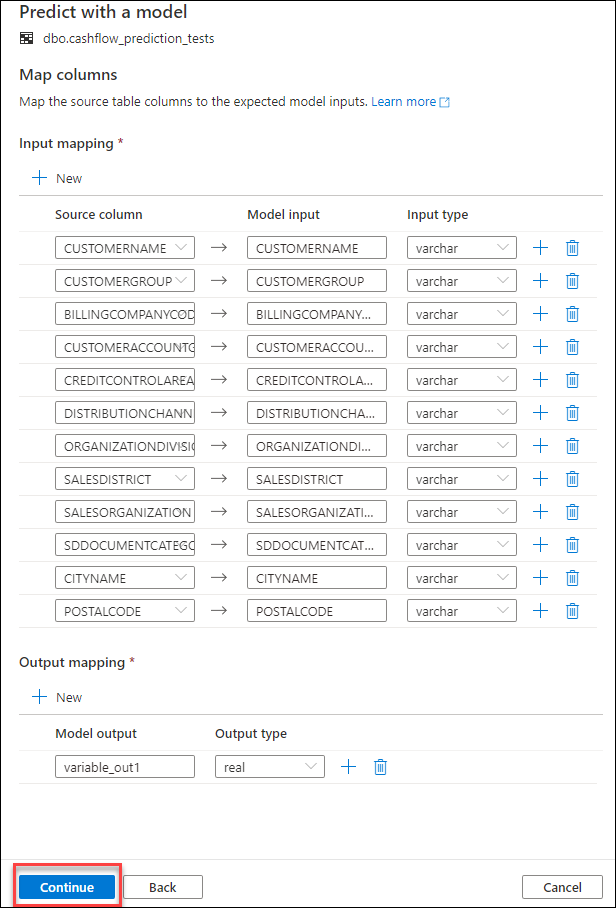 Predict with a model
dbo.cashflow_prediction_tests
Map columns
Map the source table columns to the expected model inputs. Learn more
Input mapping *
New
Source column Model input Input type
CUSTOMERNAME CUSTOMERNAME varchar
CUSTOMERGROUP CUSTOMERGROUP varchar
BILLINGCOMPANYCOD BILLINGCOMPANY... varchar
CUSTOMERACCOUNTG CUSTOMERACCOU... varchar
CREDITCONTROLAREA CREDITCONTROLA... varchar
DISTRIBUTIONCHANN DISTRIBUTIONCHA... varchar
ORGANIZATIONDIVISIO ORGANIZATIONDI... varchar
SALESDISTRICT SALESDISTRICT varchar
SALESORGANIZATION SALESORGANIZATI... varchar
SDDOCUMENTCATEGO SDDOCUMENTCAT... varchar
CITYNAME CITYNAME varchar
POSTALCODE POSTALCODE varchar
Output mapping *
New
Model output Output type
variable_out1 real
Continue Back Cancel